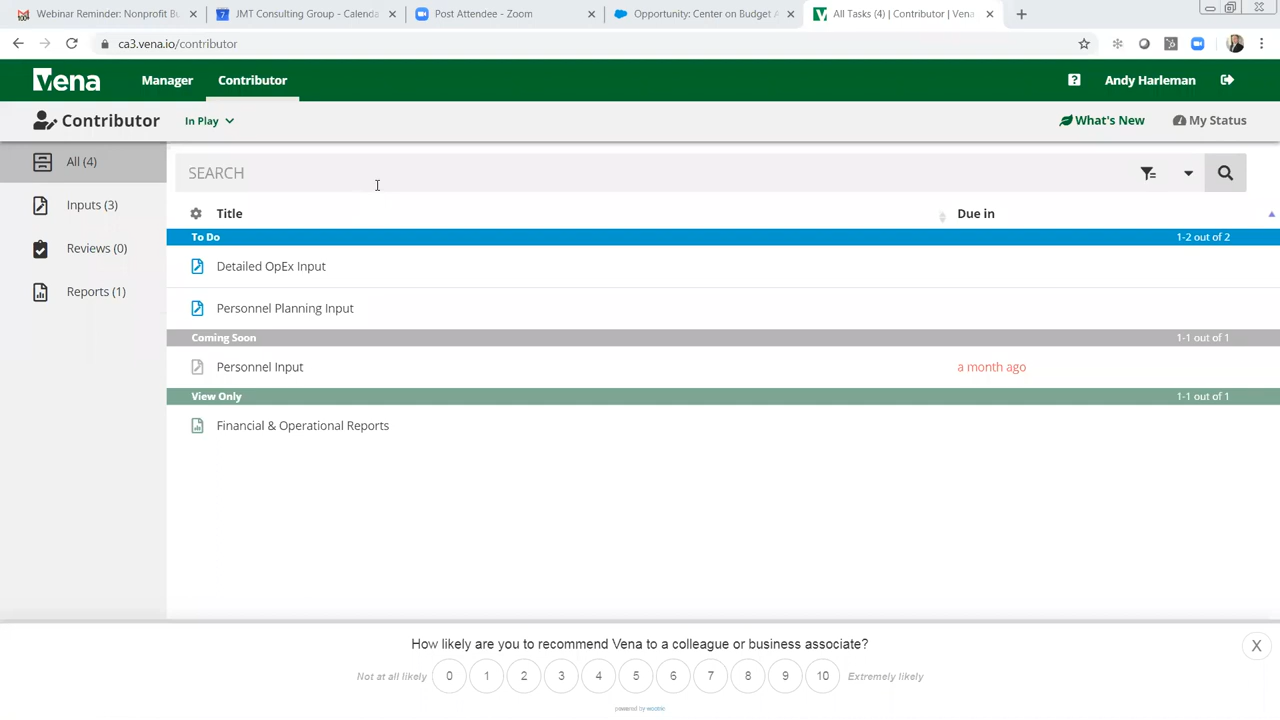 Webinar Reminder: Nonprofit Bu
JMT Consulting Group - Calenda
Post Attendee - Zoom
Opportunity: Center on Budget A
All Tasks (4) | Contributor | Vena
ca3.vena.io/contributor
Vena
Manager
Contributor
Andy Harleman
Contributor
In Play
What's New
My Status
All (4)
Inputs (3)
Reviews (0)
Reports (1)
SEARCH
Title
Due in
To Do
1-2 out of 2
Detailed OpEx Input
Personnel Planning Input
Coming Soon
1-1 out of 1
Personnel Input
a month ago
View Only
1-1 out of 1
Financial & Operational Reports
How likely are you to recommend Vena to a colleague or business associate?
X
Not at all likely
0
1
2
3
4
5
6
7
8
9
10
Extremely likely
powered by wootric